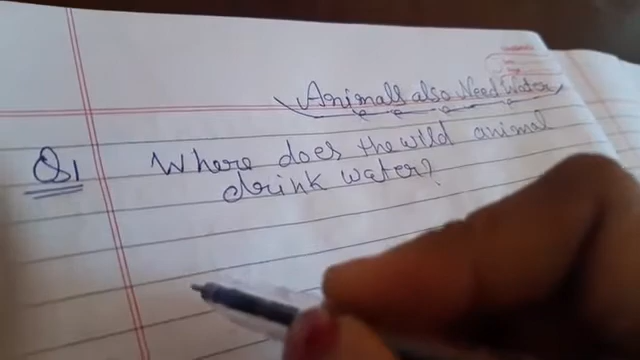 Animals also Need Water
Q1 Where does the wild animal
drink water?